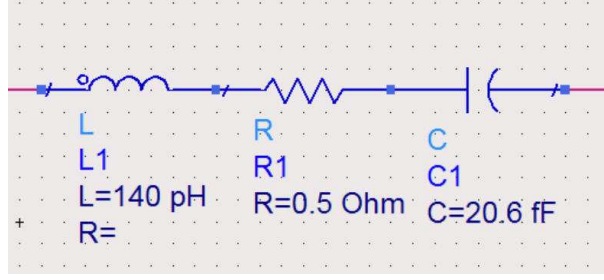 L
L1
L=140 pH
R=
R
R1
R=0.5 Ohm
C
C1
C=20.6 fF